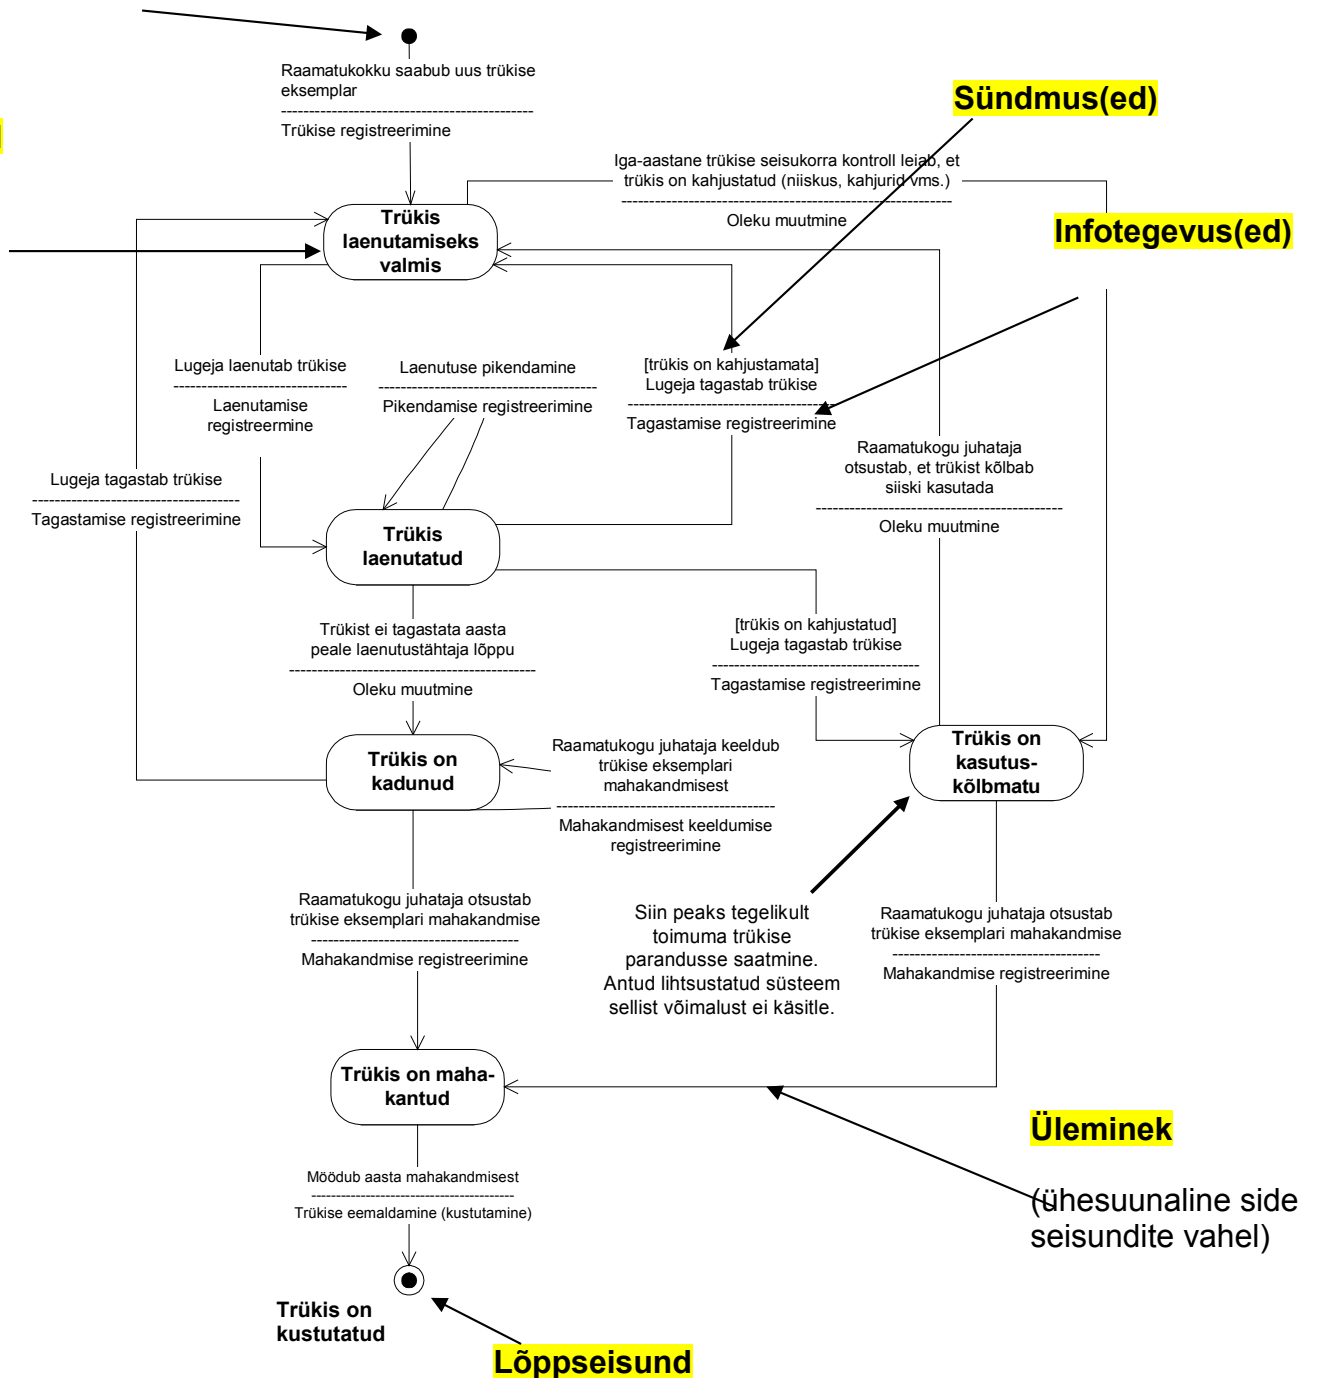 Raamatukokku saabub uus trükise
eksemplar
Trükise registreerimine
Sündmus(ed)
Iga-aastane trükise seisukorra kontroll leiab, et
trükis on kahjustatud (niiskus, kahjurid vms.)
Oleku muutmine
Infotegevus(ed)
Trükis
laenutamiseks
valmis
Lugeja laenutab trükise
Laenutamise
registreermine
Laenutuse pikendamine
Pikendamise registreerimine
[trükis on kahjustamata]
Lugeja tagastab trükise
Tagastamise registreerimine
Raamatukogu juhataja
otsustab, et trükist kõlbab
siiski kasutada
Oleku muutmine
Lugeja tagastab trükise
Tagastamise registreerimine
Trükis
laenutatud
Trükist ei tagastata aasta
peale laenutustähtaja lõppu
Oleku muutmine
[trükis on kahjustatud]
Lugeja tagastab trükise
Tagastamise registreerimine
Trükis on
kadunud
Raamatukogu juhataja keeldub
trükise eksemplari
mahakandmisest
Mahakandmisest keeldumise
registreerimine
Trükis on
kasutus-
kõlbmatu
Raamatukogu juhataja otsustab
trükise eksemplari mahakandmise
Mahakandmise registreerimine
Siin peaks tegelikult
toimuma trükise
parandusse saatmine.
Antud lihtsustatud süsteem
sellist võimalust ei käsitle.
Raamatukogu juhataja otsustab
trükise eksemplari mahakandmise
Mahakandmise registreerimine
Trükis on maha-
kantud
Üleminek
(ühesuunaline side
seisundite vahel)
Möödub aasta mahakandmisest
Trükise eemaldamine (kustutamine)
Trükis on
kustutatud
Lõppseisund